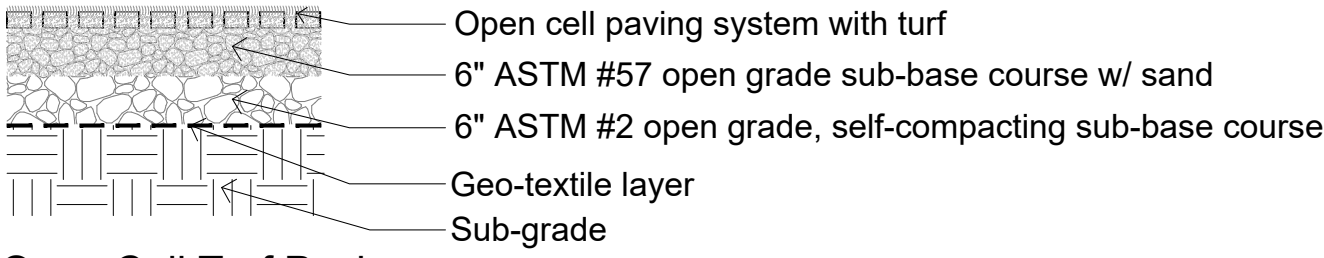 Open cell paving system with turf
6" ASTM #57 open grade sub-base course w/ sand
6" ASTM #2 open grade, self-compacting sub-base course
Geo-textile layer
Sub-grade